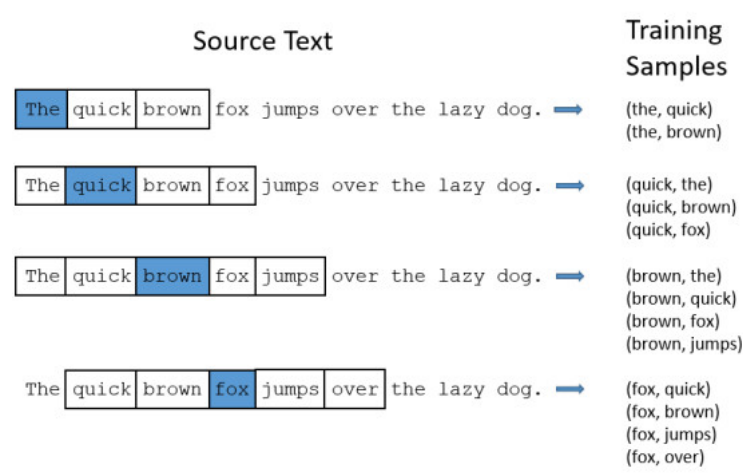 Source Text
Training
Samples
The quick brown fox jumps over the lazy dog.
(the, quick)
(the, brown)
The quick brown fox jumps over the lazy dog.
(quick, the)
(quick, brown)
(quick, fox)
The quick brown fox jumps over the lazy dog.
(brown, the)
(brown, quick)
(brown, fox)
(brown, jumps)
The quick brown fox jumps over the lazy dog.
(fox, quick)
(fox, brown)
(fox, jumps)
(fox, over)